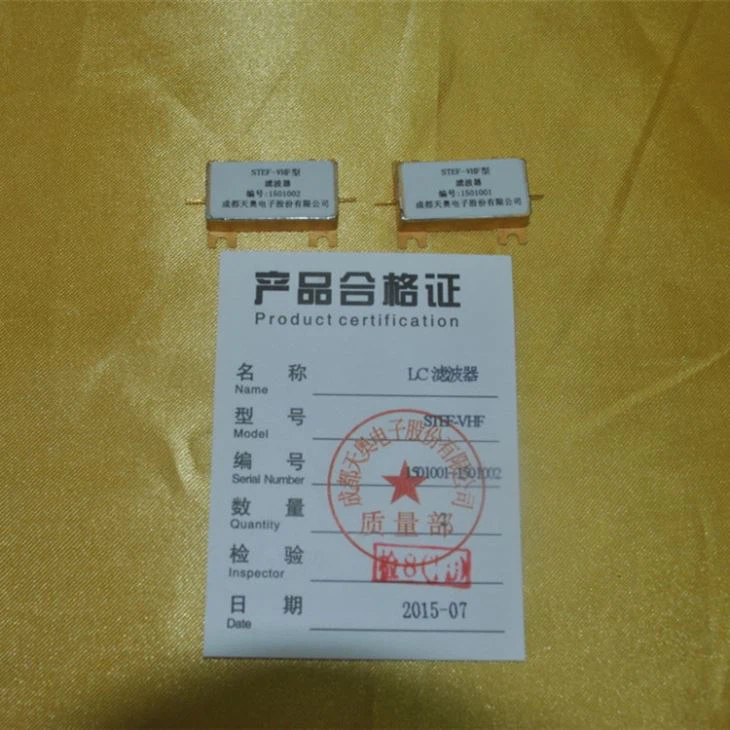 STEF-VHF型
滤波器
编号:1501002
成都天奥电子股份有限公司
STEF-VHF型
滤波器
编号:1501001
成都天奥电子股份有限公司
产品合格证
Product certification
名 称 LC 滤波器
Name
型 号 STEF-VHF
Model
编 号 1501001~1501002
Serial Number
数 量
Quantity
成都天奥电子股份有限公司
质量部
检 验 检8
Inspector
日 期 2015-07
Date